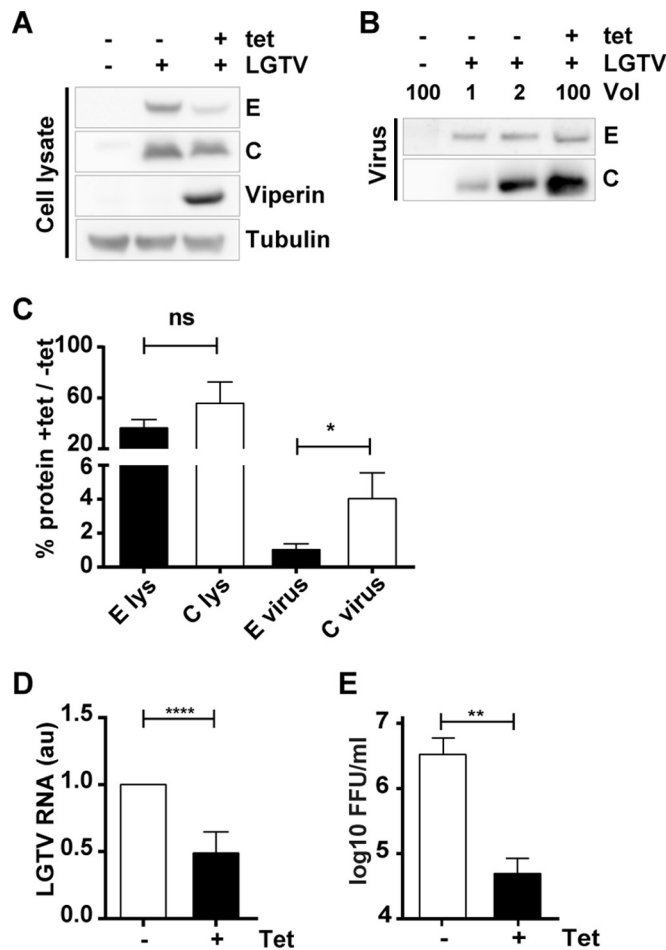 A
- - + tet
- + + LGTV
Cell lysate
E
C
Viperin
Tubulin
B
- - - + tet
- + + + LGTV
100 1 2 100 Vol
Virus
E
C
C
% protein +tet / -tet
100
60
20
6
4
2
0
ns
*
E lys
C lys
E virus
C virus
D
LGTV RNA (au)
1.5
1.0
0.5
0.0
****
- + Tet
E
log10 FFU/ml
7
6
5
4
**
- + Tet